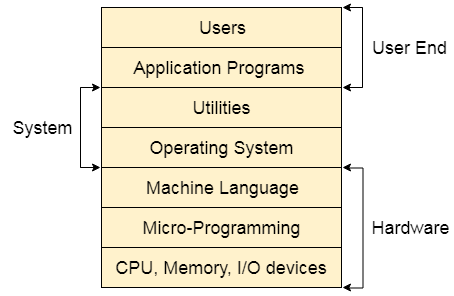 Users
Application Programs
User End
Utilities
System
Operating System
Machine Language
Micro-Programming
Hardware
CPU, Memory, I/O devices